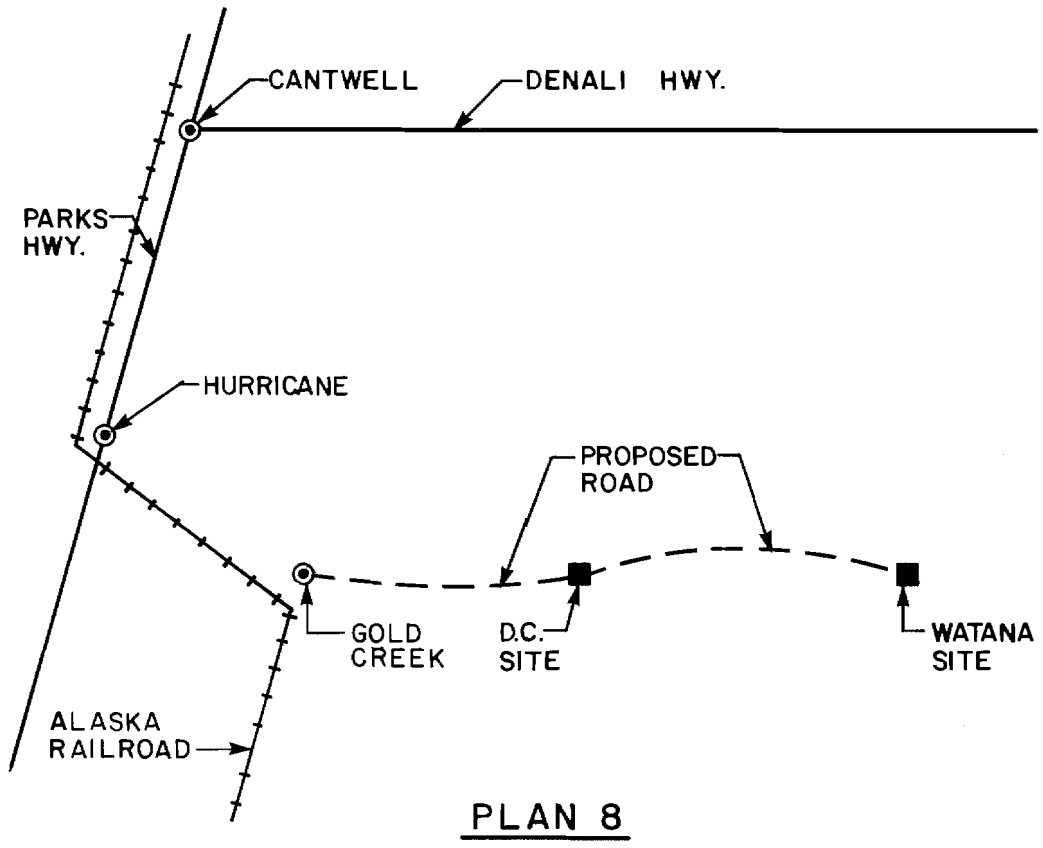 CANTWELL
DENALI HWY.
PARKS
HWY.
HURRICANE
PROPOSED
ROAD
GOLD
CREEK
D.C.
SITE
WATANA
SITE
ALASKA
RAILROAD
PLAN 8